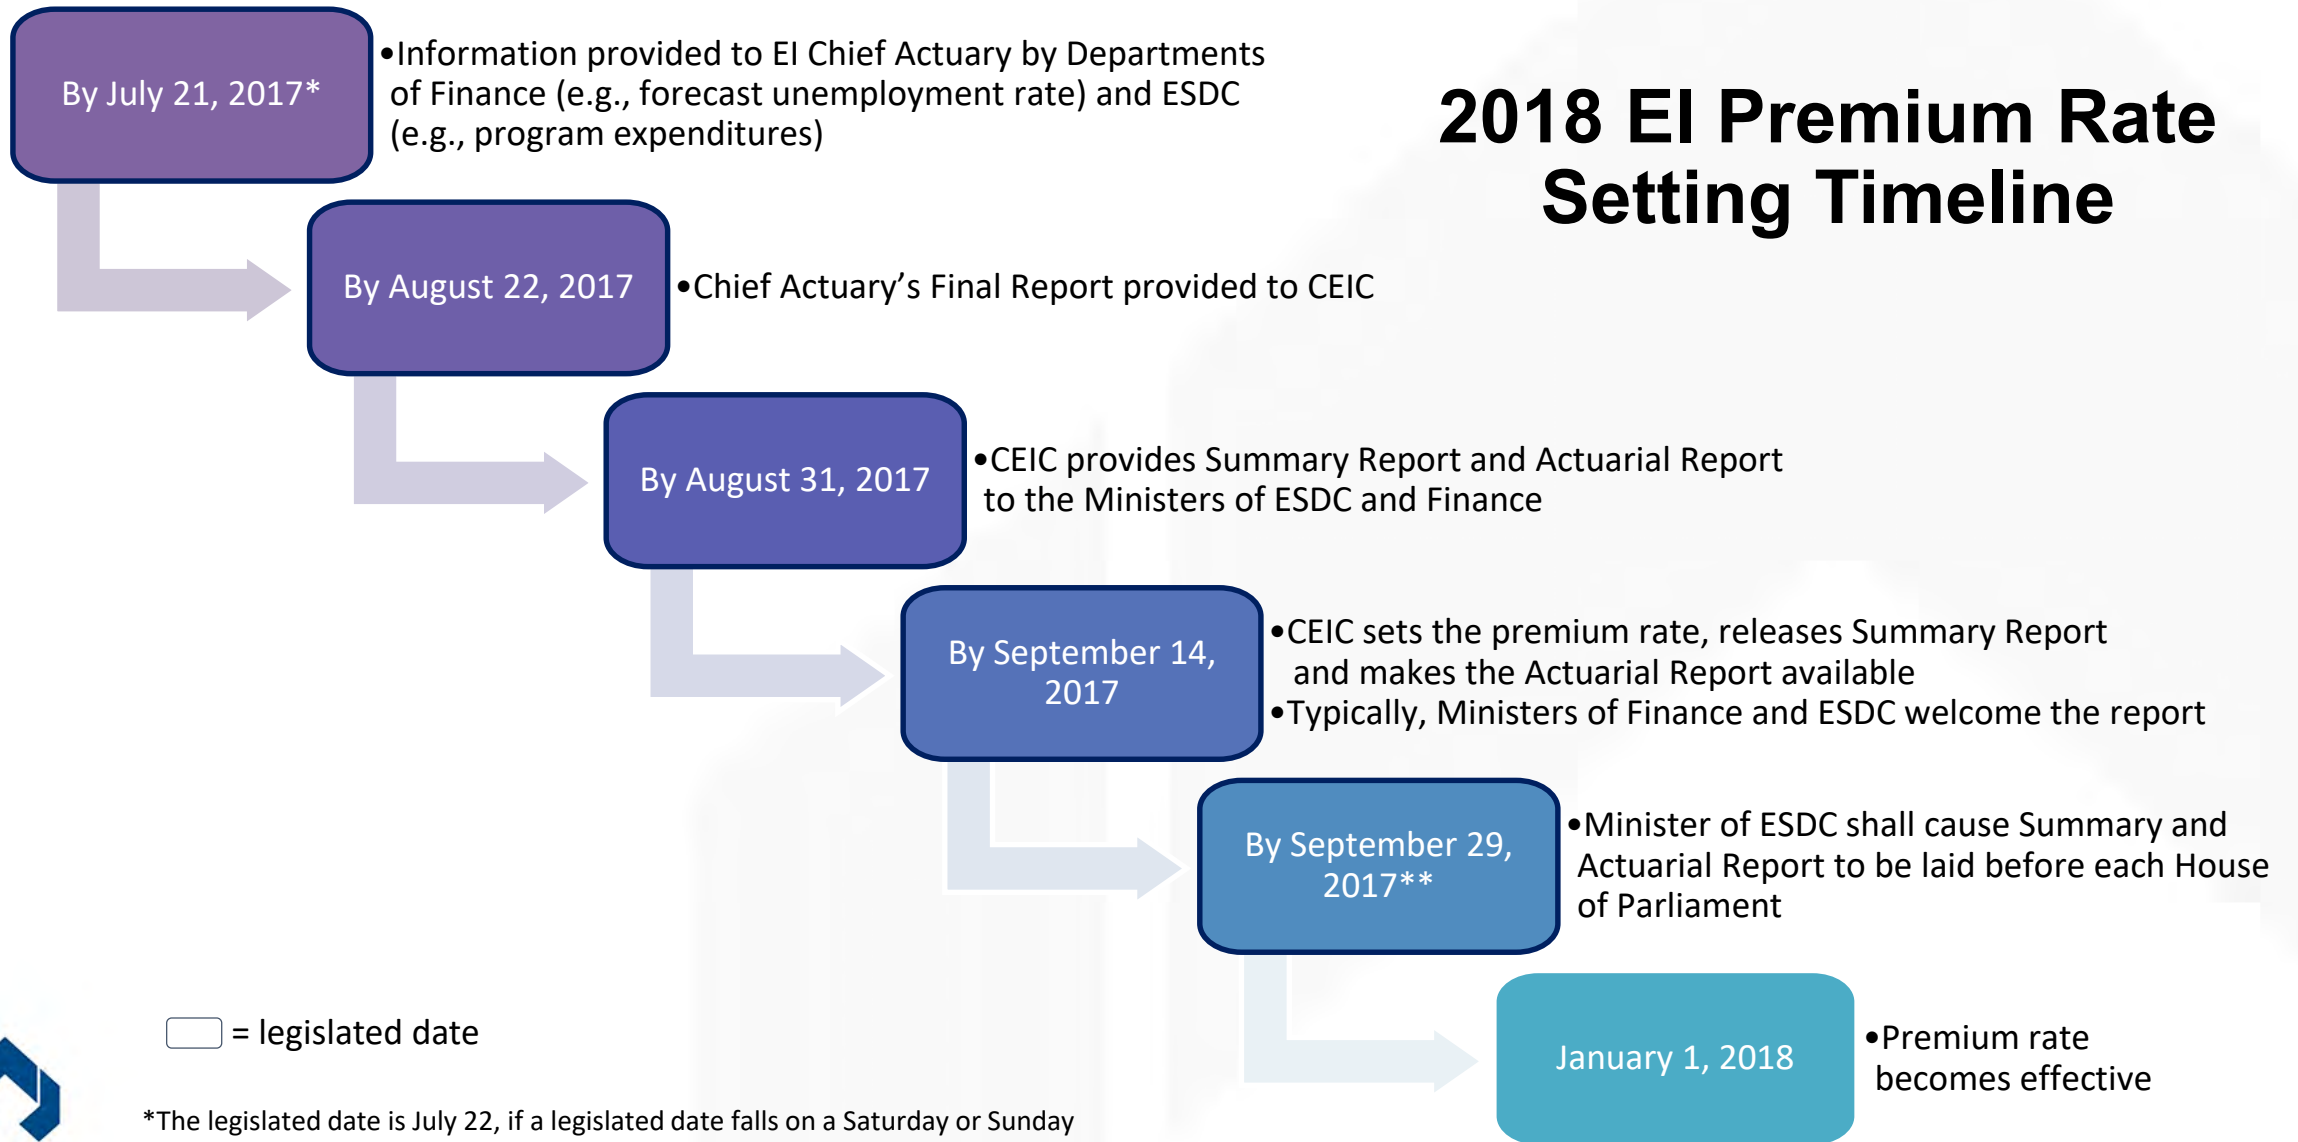 2018 EI Premium Rate
Setting Timeline
By July 21, 2017*
•Information provided to EI Chief Actuary by Departments
of Finance (e.g., forecast unemployment rate) and ESDC
(e.g., program expenditures)
By August 22, 2017
•Chief Actuary’s Final Report provided to CEIC
By August 31, 2017
•CEIC provides Summary Report and Actuarial Report
to the Ministers of ESDC and Finance
By September 14,
2017
•CEIC sets the premium rate, releases Summary Report
and makes the Actuarial Report available
•Typically, Ministers of Finance and ESDC welcome the report
By September 29,
2017**
•Minister of ESDC shall cause Summary and
Actuarial Report to be laid before each House
of Parliament
January 1, 2018
•Premium rate
becomes effective
= legislated date
*The legislated date is July 22, if a legislated date falls on a Saturday or Sunday